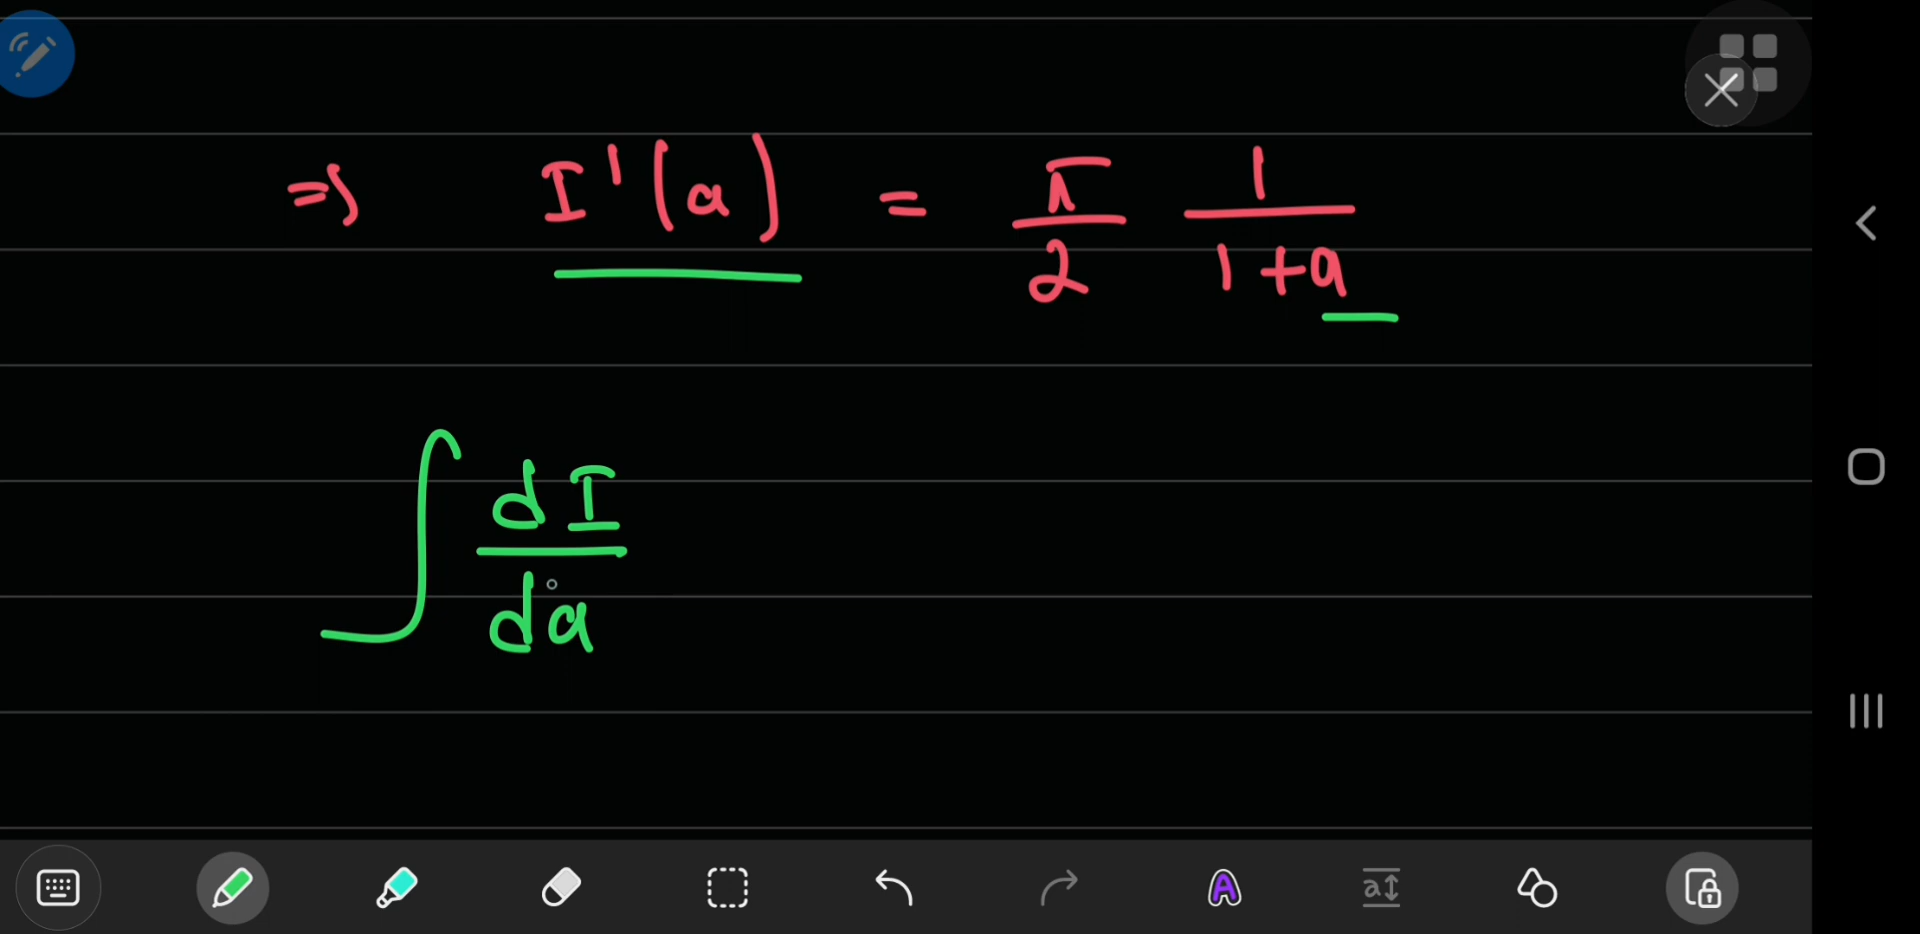 ⇒ I'(a) = π/2 1/(1+a)
∫ dI/da